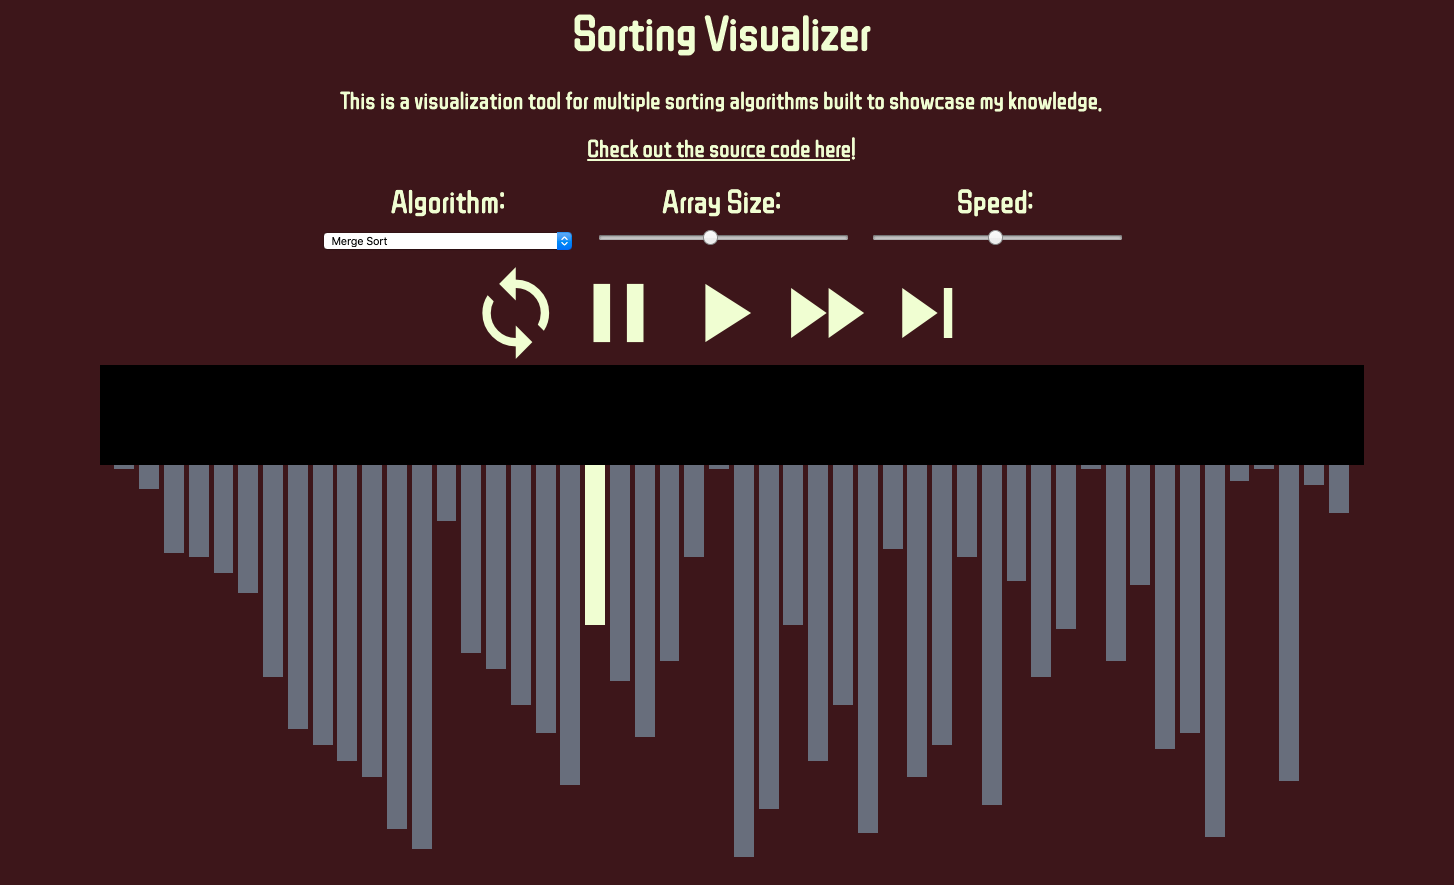 Sorting Visualizer
This is a visualization tool for multiple sorting algorithms built to showcase my knowledge.
Check out the source code here!
Algorithm:
Array Size:
Speed:
Merge Sort